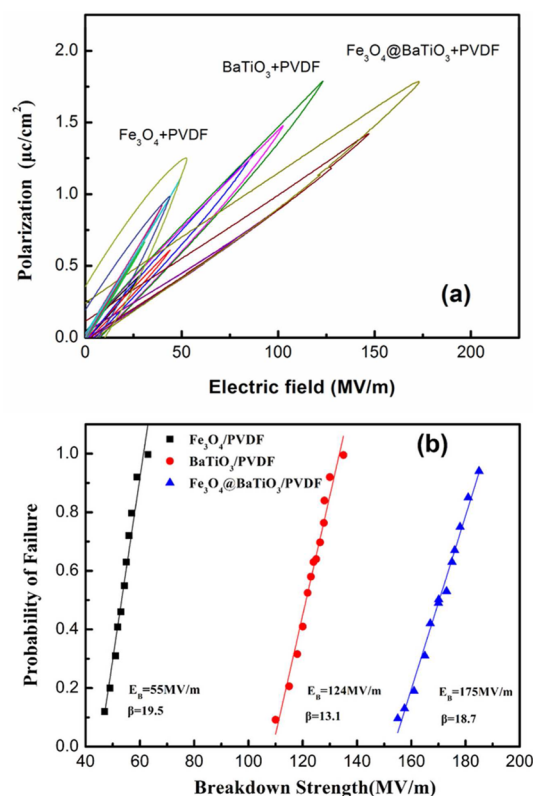 Fe₃O₄@BaTiO₃+PVDF
BaTiO₃+PVDF
Fe₃O₄+PVDF
2.0
1.5
1.0
0.5
0.0
Polarization (μc/cm²)
(a)
0 50 100 150 200
Electric field (MV/m)
(b)
Fe₃O₄/PVDF
BaTiO₃/PVDF
Fe₃O₄@BaTiO₃/PVDF
1.0
0.8
0.6
0.4
0.2
0.0
Probability of Failure
E_B=55MV/m
β=19.5
E_B=124MV/m
β=13.1
E_B=175MV/m
β=18.7
40 60 80 100 120 140 160 180 200
Breakdown Strength(MV/m)